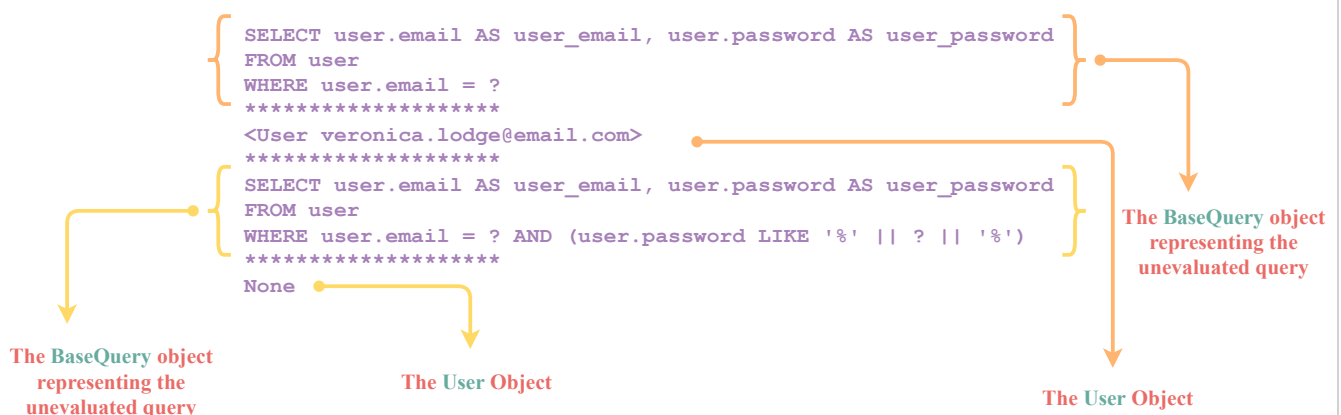 SELECT user.email AS user_email, user.password AS user_password
FROM user
WHERE user.email = ?
********************
<User veronica.lodge@email.com>
********************
SELECT user.email AS user_email, user.password AS user_password
FROM user
WHERE user.email = ? AND (user.password LIKE '%' || ? || '%')
********************
None
The BaseQuery object
representing the
unevaluated query
The BaseQuery object
representing the
unevaluated query
The User Object
The User Object